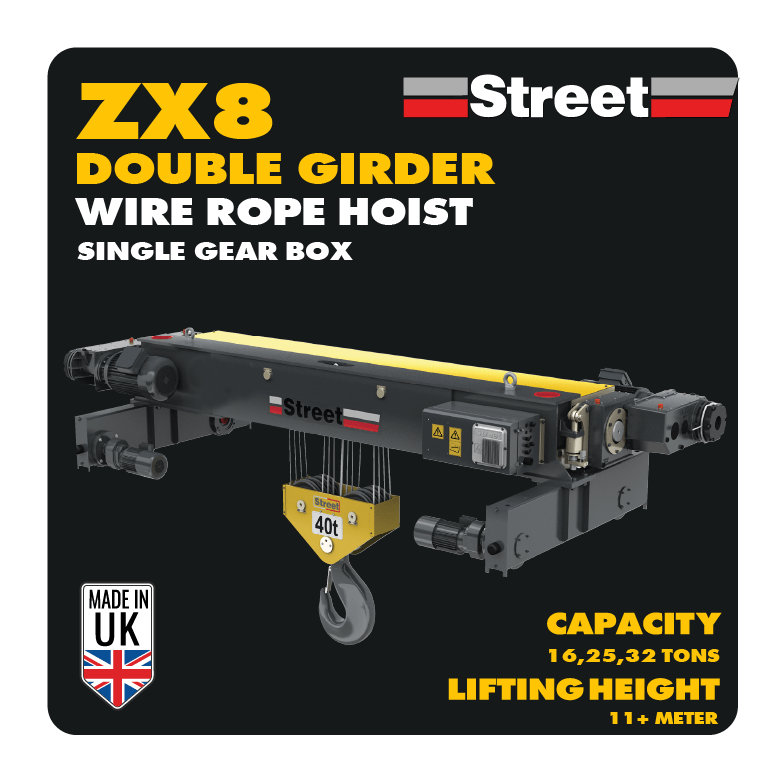 ZX8
Street
DOUBLE GIRDER
WIRE ROPE HOIST
SINGLE GEAR BOX
Street
Street
40t
MADE IN
UK
CAPACITY
16,25,32 TONS
LIFTING HEIGHT
11+ METER